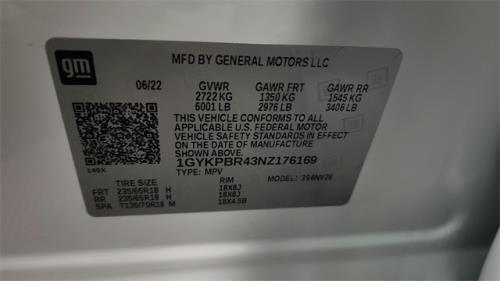 gm
MFD BY GENERAL MOTORS LLC
06/22 GVWR GAWR FRT GAWR RR
2722 KG 1350 KG 1545 KG
6001 LB 2976 LB 3406 LB
THIS VEHICLE CONFORMS TO ALL
APPLICABLE U.S. FEDERAL MOTOR
VEHICLE SAFETY STANDARDS IN EFFECT
ON THE DATE OF MANUFACTURE
SHOWN ABOVE.
1GYKPBR43NZ176169
140X TYPE: MPV MODEL: 396NV26
TIRE SIZE RIM
FRT 235/65R18 H 18X8J
RR 235/65R18 H 18X8J
SPA T135/70R18 M 18X4.5B